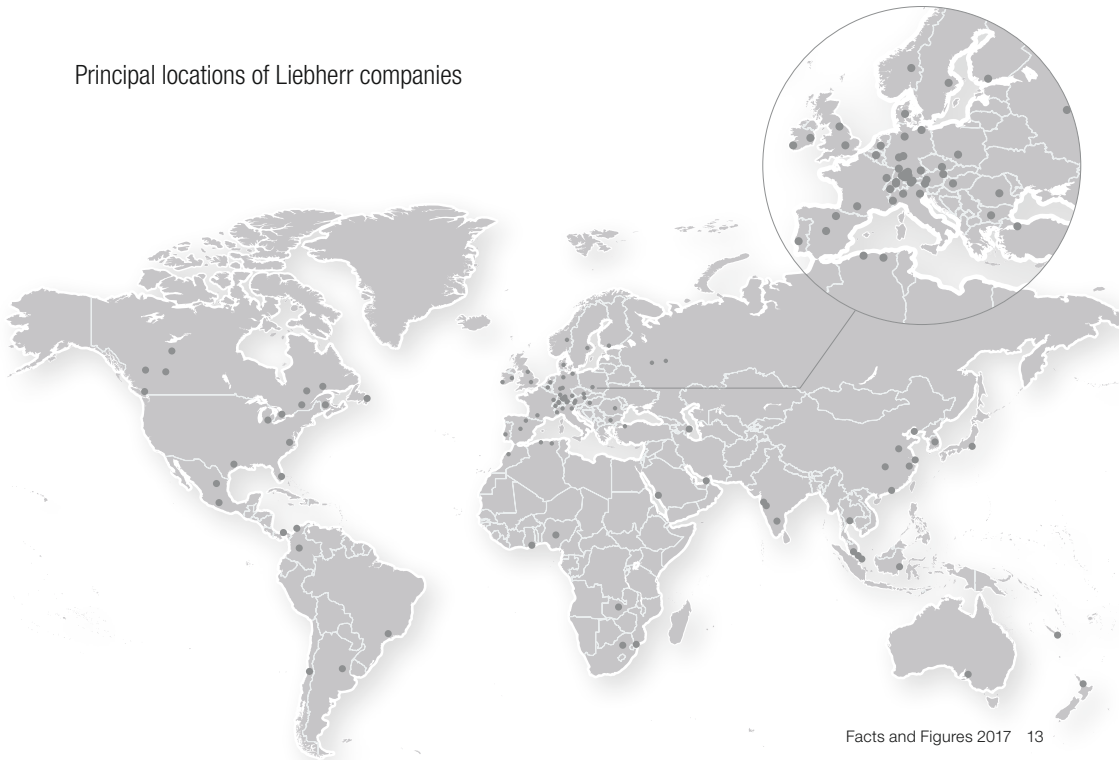 Principal locations of Liebherr companies
Facts and Figures 2017 13